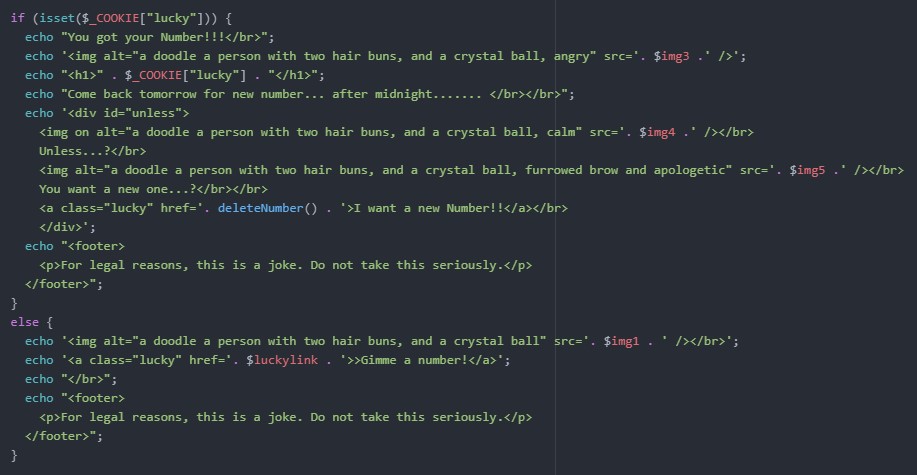 if (isset($_COOKIE["lucky"])) {
  echo "You got your Number!!!</br>";
  echo '<img alt="a doodle a person with two hair buns, and a crystal ball, angry" src='. $img3 .' />';
  echo "<h1>" . $_COOKIE["lucky"] . "</h1>";
  echo "Come back tomorrow for new number... after midnight....... </br></br>";
  echo '<div id="unless">
    <img on alt="a doodle a person with two hair buns, and a crystal ball, calm" src='. $img4 .' /></br>
    Unless...?</br>
    <img alt="a doodle a person with two hair buns, and a crystal ball, furrowed brow and apologetic" src='. $img5 .' /></br>
    You want a new one...?</br></br>
    <a class="lucky" href='. deleteNumber() . '>I want a new Number!!</a></br>
    </div>';
  echo "<footer>
    <p>For legal reasons, this is a joke. Do not take this seriously.</p>
  </footer>";
}
else {
  echo '<img alt="a doodle a person with two hair buns, and a crystal ball" src='. $img1 . ' /></br>';
  echo '<a class="lucky" href='. $luckylink . '>>Gimme a number!</a>';
  echo "</br>";
  echo "<footer>
    <p>For legal reasons, this is a joke. Do not take this seriously.</p>
  </footer>";
}